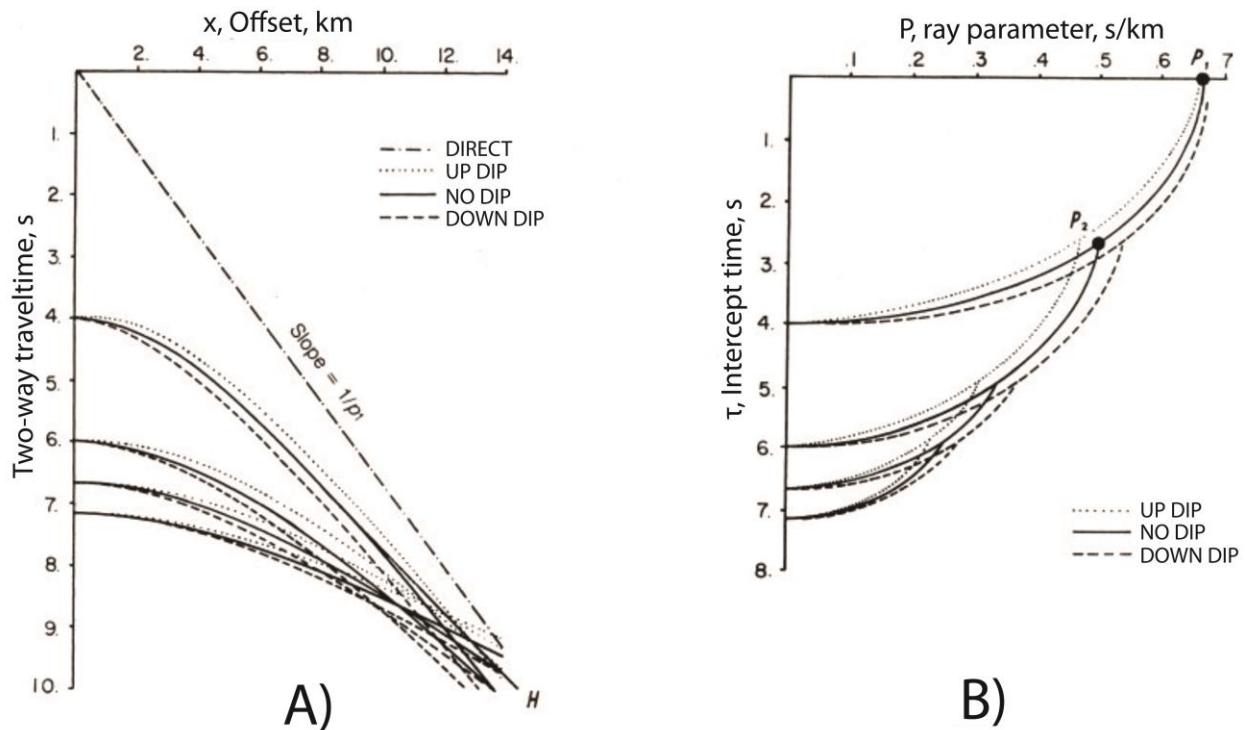 x, Offset, km
2. 4. 6. 8. 10. 12. 14.
Two-way traveltime, s
1.
2.
3.
4.
5.
6.
7.
8.
9.
10.
DIRECT
UP DIP
NO DIP
DOWN DIP
Slope = 1/p1
H
A)
P, ray parameter, s/km
.1 .2 .3 .4 .5 .6 .7
P1
P2
τ, Intercept time, s
1.
2.
3.
4.
5.
6.
7.
8.
UP DIP
NO DIP
DOWN DIP
B)